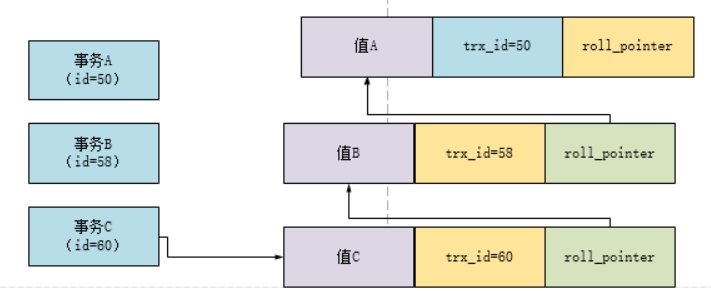 值A
trx_id=50
roll_pointer
事务A
(id=50)
事务B
(id=58)
值B
trx_id=58
roll_pointer
事务C
(id=60)
值C
trx_id=60
roll_pointer